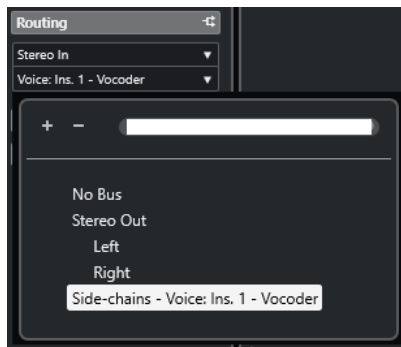 Routing
Stereo In
Voice: Ins. 1 - Vocoder
+ −
No Bus
Stereo Out
Left
Right
Side-chains - Voice: Ins. 1 - Vocoder